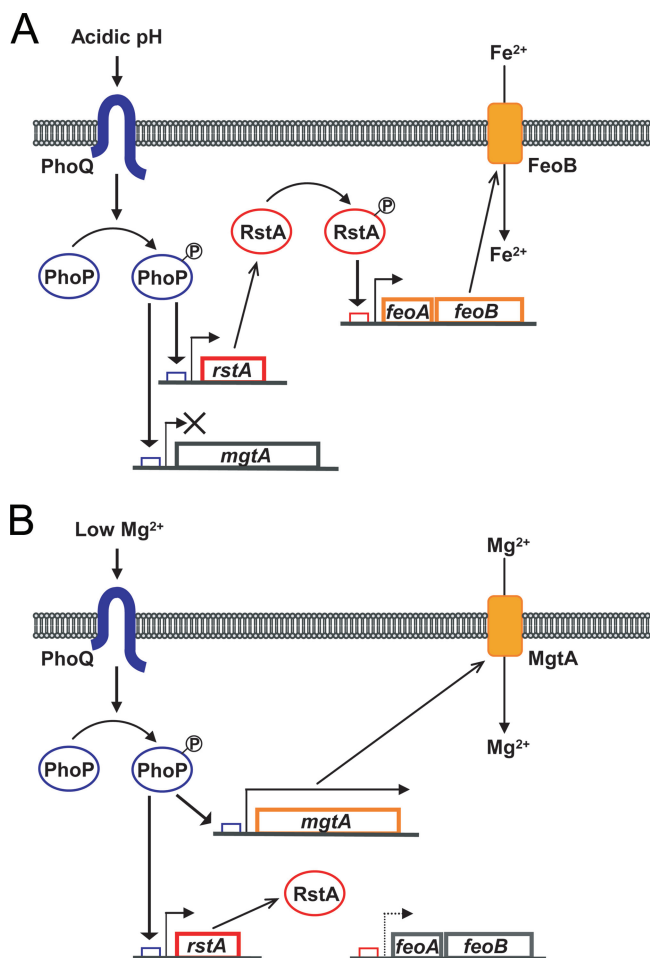 A
Acidic pH
Fe²⁺
PhoQ
FeoB
P
RstA
RstA
P
PhoP
PhoP
Fe²⁺
feoA
feoB
rstA
mgtA
B
Low Mg²⁺
Mg²⁺
PhoQ
MgtA
P
PhoP
PhoP
Mg²⁺
mgtA
RstA
rstA
feoA
feoB